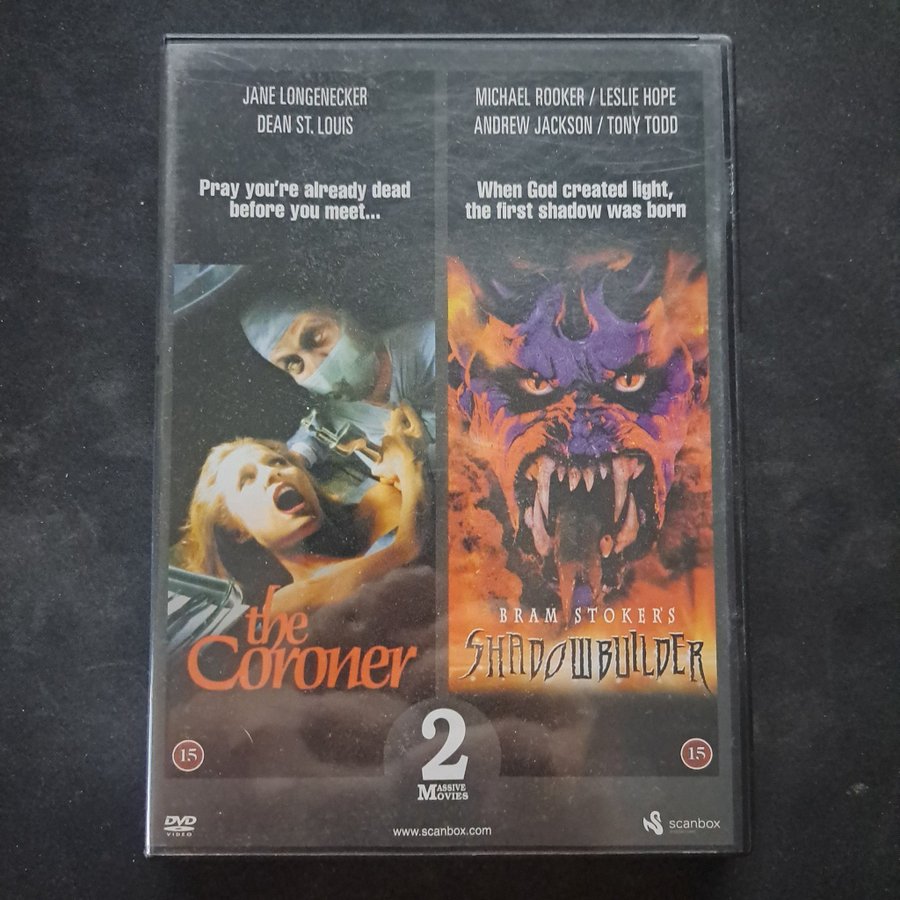 JANE LONGENECKER
DEAN ST. LOUIS
Pray you're already dead
before you meet...
the
Coroner
MICHAEL ROOKER / LESLIE HOPE
ANDREW JACKSON / TONY TODD
When God created light,
the first shadow was born
BRAM STOKER'S
SHADOWBUILDER
15
2
MASSIVE
MOVIES
15
DVD
VIDEO
www.scanbox.com
scanbox